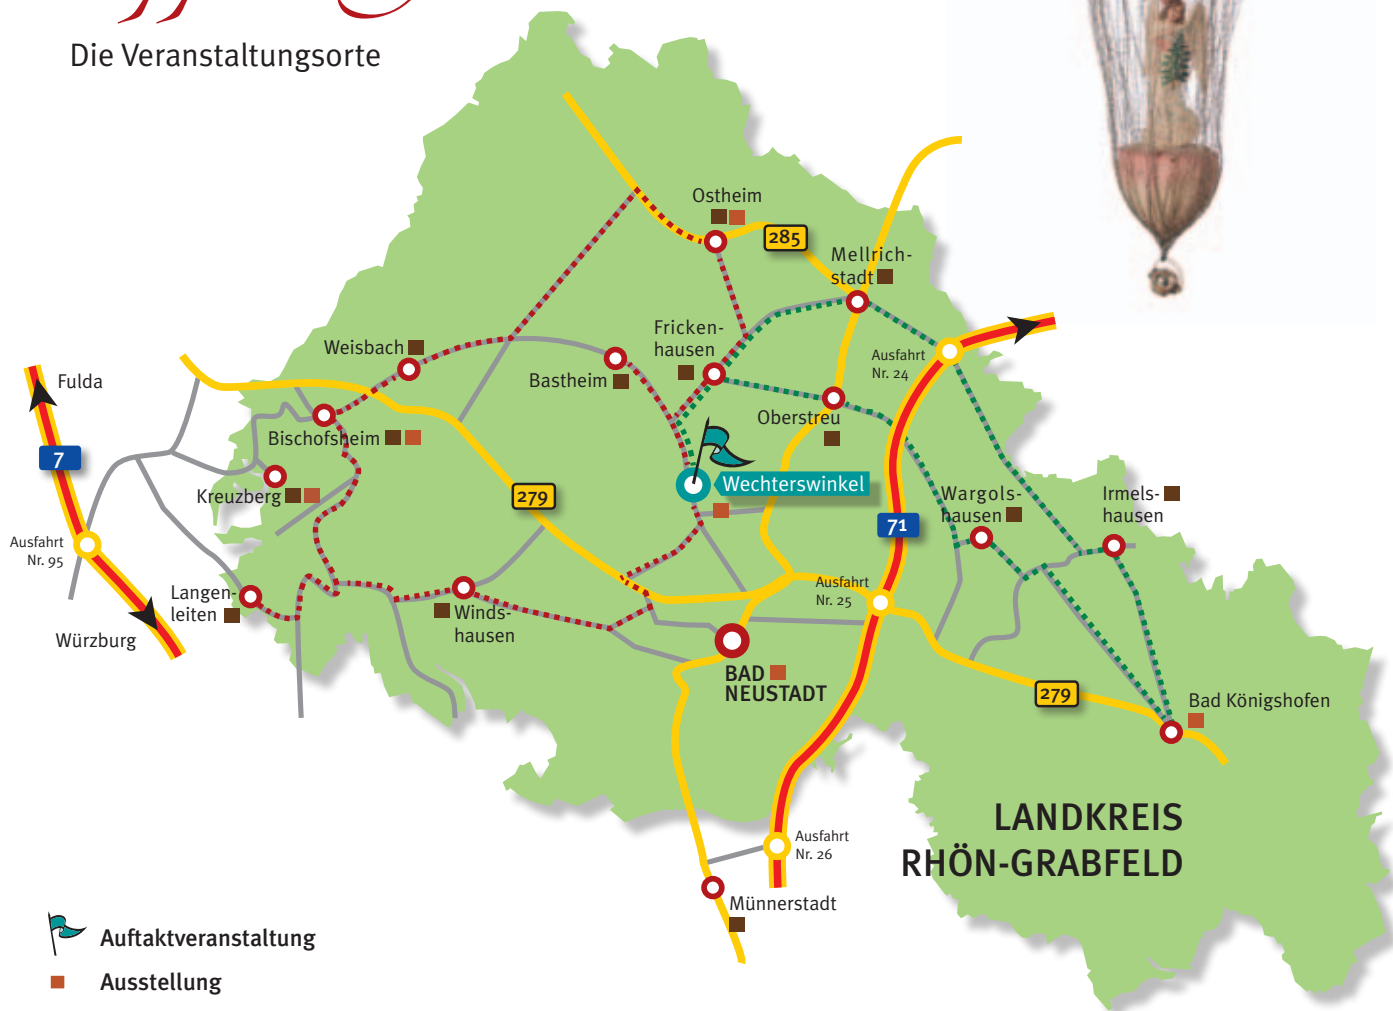 Die Veranstaltungsorte
Ostheim
285
Mellrich-
stadt
Fricken-
hausen
Weisbach
Ausfahrt
Nr. 24
Fulda
Bastheim
Oberstreu
Bischofsheim
7
Wechterswinkel
Kreuzberg
279
Wargols-
hausen
Irmels-
hausen
71
Ausfahrt
Nr. 95
Langen-
leiten
Ausfahrt
Nr. 25
Winds-
hausen
Würzburg
BAD
NEUSTADT
279
Bad Königshofen
LANDKREIS
RHÖN-GRABFELD
Ausfahrt
Nr. 26
Münnerstadt
Auftaktveranstaltung
Ausstellung